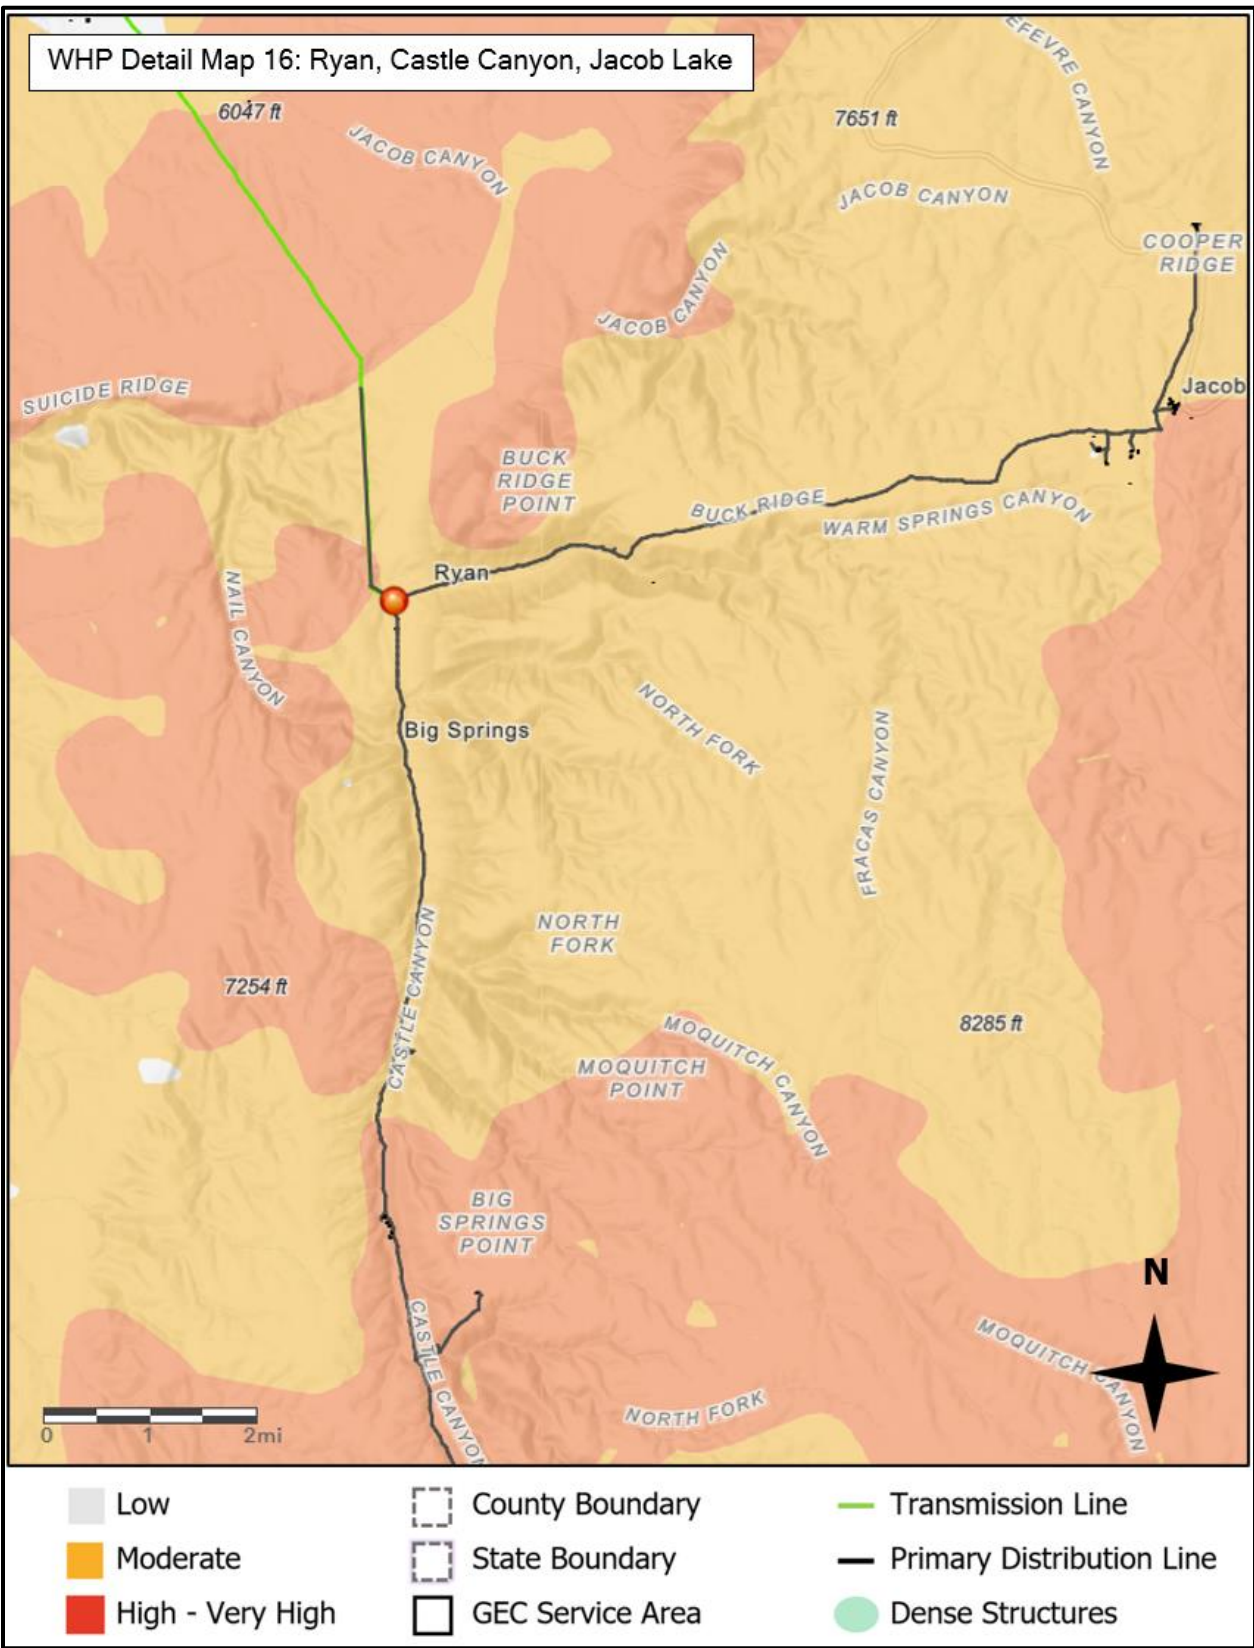 WHP Detail Map 16: Ryan, Castle Canyon, Jacob Lake
6047 ft
7651 ft
EFEVRE CANYON
JACOB CANYON
JACOB CANYON
COOPER
RIDGE
JACOB CANYON
SUICIDE RIDGE
Jacob
BUCK
RIDGE
POINT
BUCK RIDGE
WARM SPRINGS CANYON
Ryan
NAIL CANYON
Big Springs
NORTH FORK
FRACAS CANYON
NORTH
FORK
CASTLE CANYON
7254 ft
8285 ft
MOQUITCH CANYON
MOQUITCH
POINT
BIG
SPRINGS
POINT
N
CASTLE CANYON
MOQUITCH CANYON
NORTH FORK
0 1 2mi
Low
County Boundary
Transmission Line
Moderate
State Boundary
Primary Distribution Line
High - Very High
GEC Service Area
Dense Structures